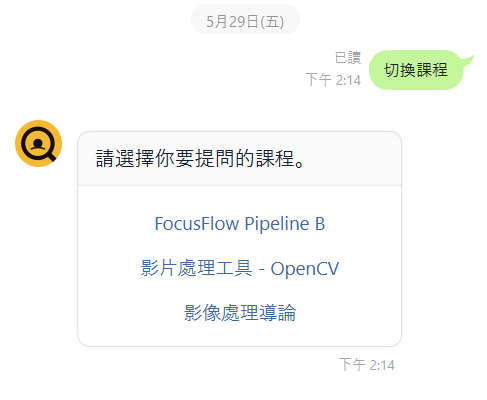 5月29日(五)
已讀
下午 2:14
切換課程
請選擇你要提問的課程。
FocusFlow Pipeline B
影片處理工具 - OpenCV
影像處理導論
下午 2:14